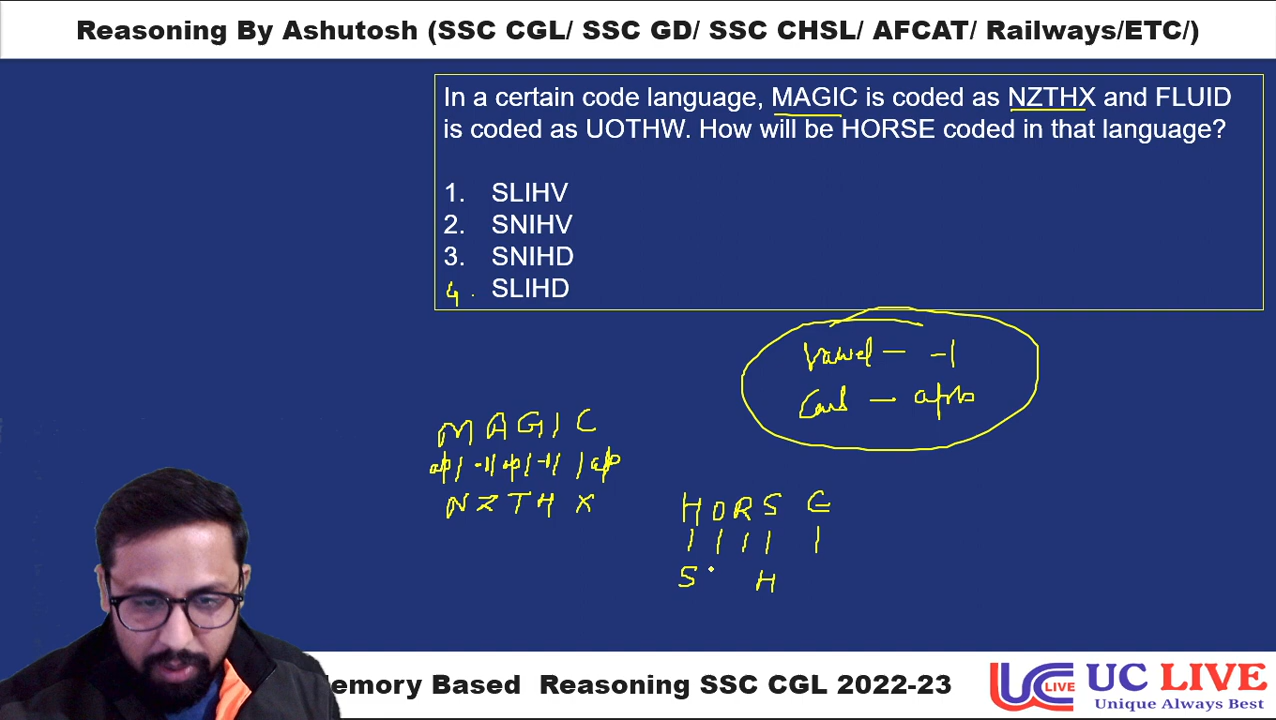 Reasoning By Ashutosh (SSC CGL/ SSC GD/ SSC CHSL/ AFCAT/ Railways/ETC/)
In a certain code language, MAGIC is coded as NZTHX and FLUID
is coded as UOTHW. How will be HORSE coded in that language?
1. SLIHV
2. SNIHV
3. SNIHD
4. SLIHD
Vowel — -1
— 
M A G I C
-1 -1
N Z T H X
H O R S E
S H
Memory Based Reasoning SSC CGL 2022-23
UC LIVE
UC LIVE
Unique Always Best